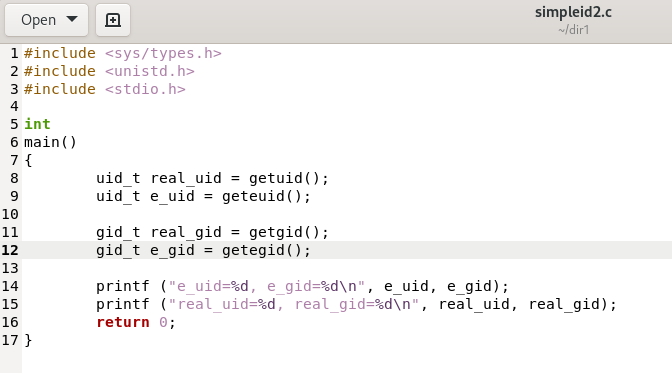 Open
simpleid2.c
~/dir1
1 #include <sys/types.h>
2 #include <unistd.h>
3 #include <stdio.h>
4
5 int
6 main()
7 {
8         uid_t real_uid = getuid();
9         uid_t e_uid = geteuid();
10
11         gid_t real_gid = getgid();
12         gid_t e_gid = getegid();
13
14         printf ("e_uid=%d, e_gid=%d\n", e_uid, e_gid);
15         printf ("real_uid=%d, real_gid=%d\n", real_uid, real_gid);
16         return 0;
17 }